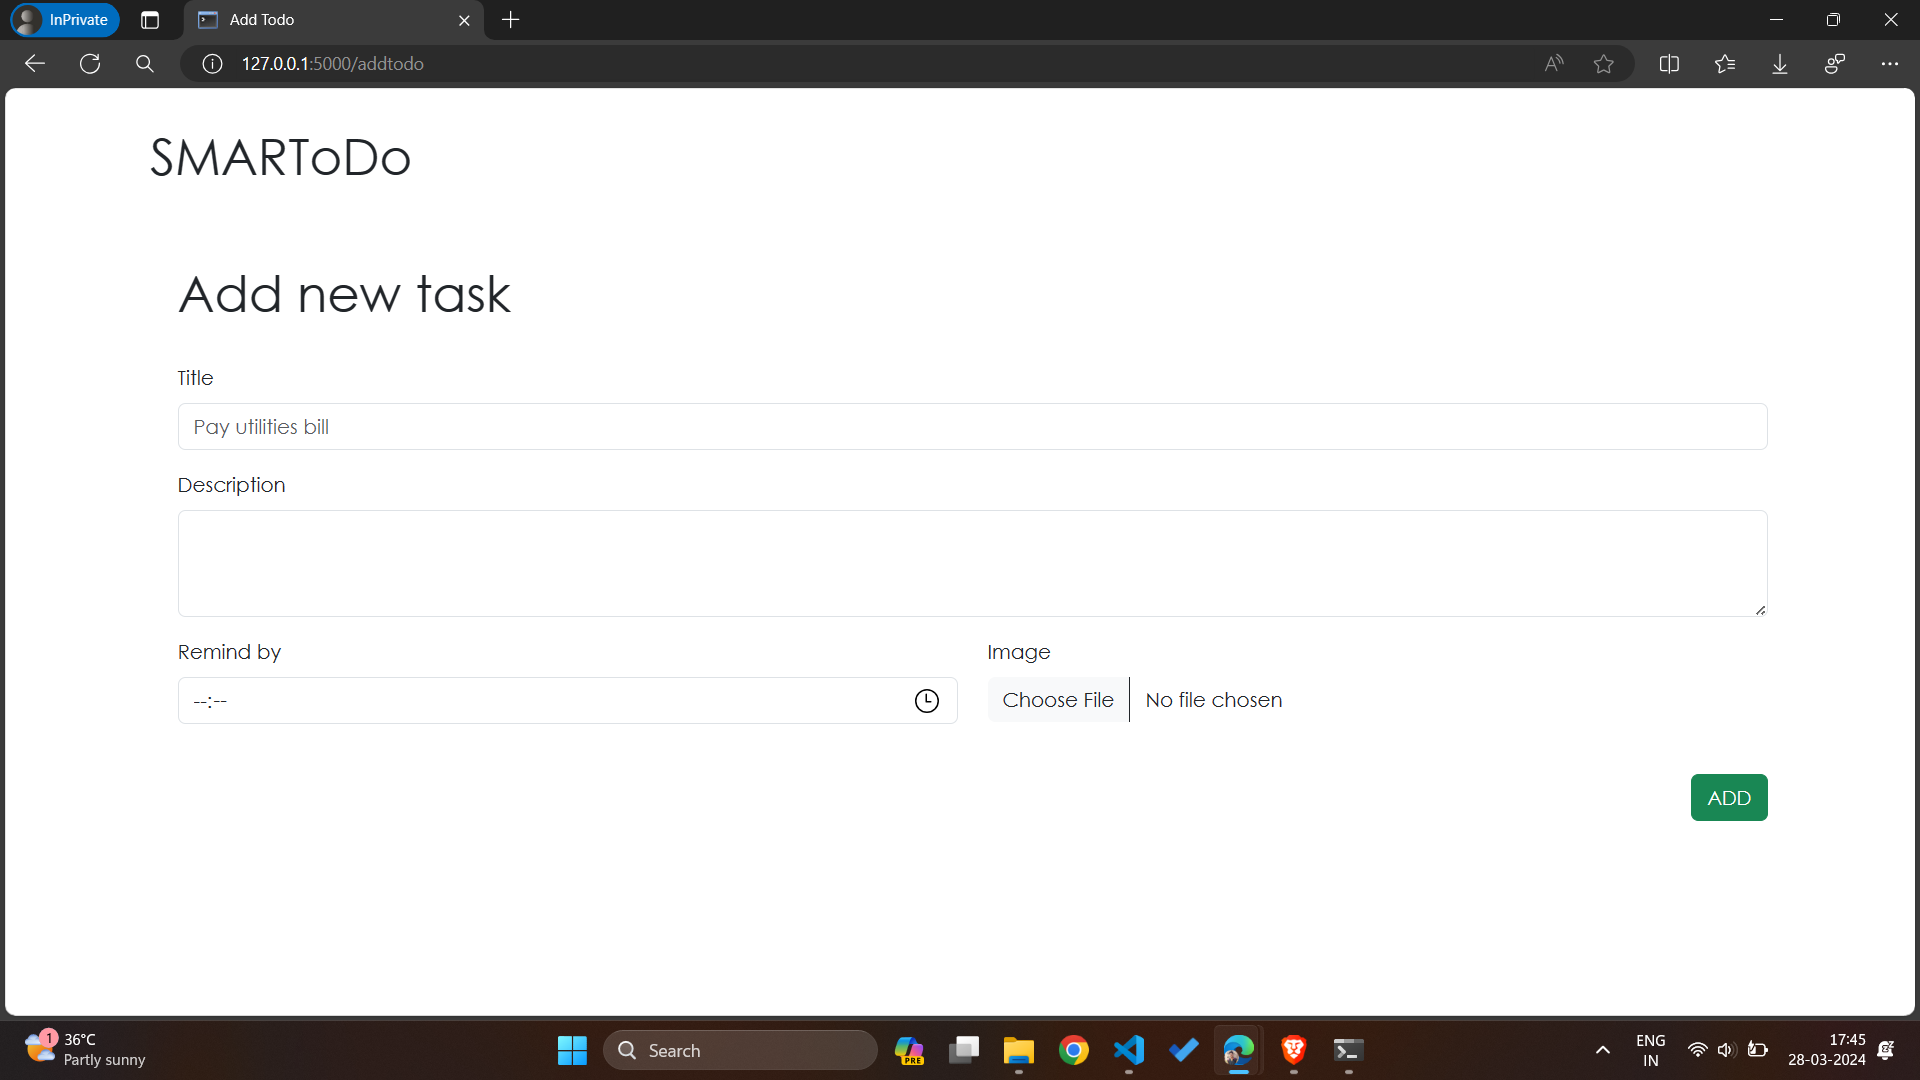 InPrivate
Add Todo
127.0.0.1:5000/addtodo
SMARToDo
Add new task
Title
Pay utilities bill
Description
Remind by
Image
--:--
Choose File
No file chosen
ADD
1
36°C
Partly sunny
Search
PRE
ENG
IN
17:45
28-03-2024